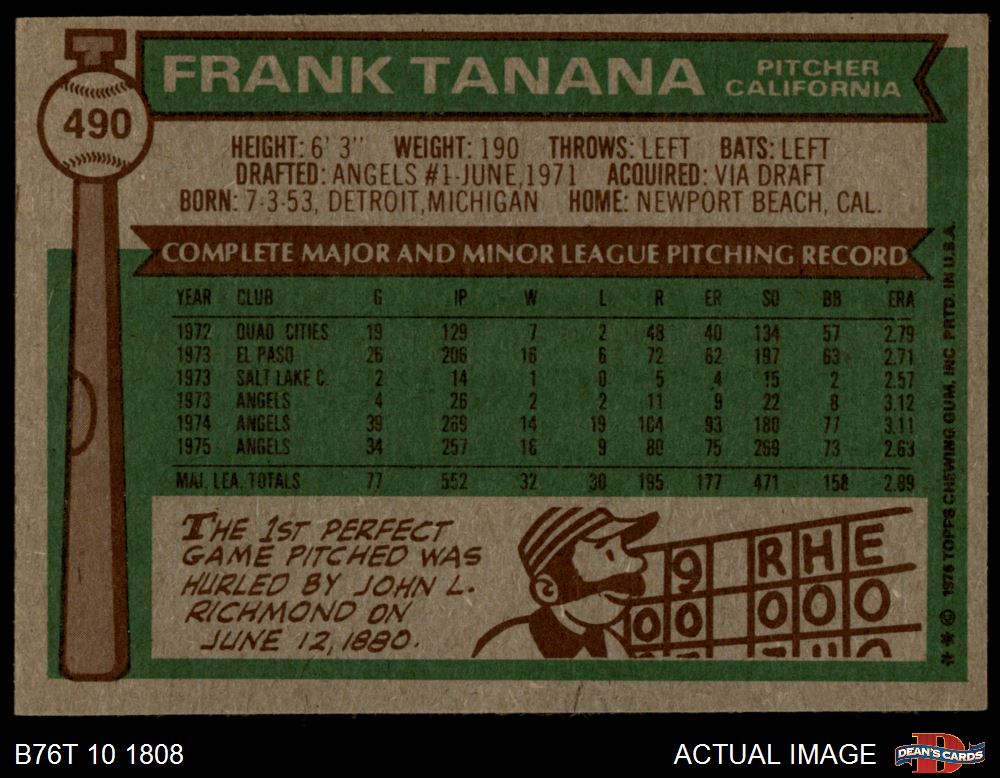 490
FRANK TANANA
PITCHER
CALIFORNIA
HEIGHT: 6' 3" WEIGHT: 190 THROWS: LEFT BATS: LEFT
DRAFTED: ANGELS #1-JUNE, 1971 ACQUIRED: VIA DRAFT
BORN: 7-3-53, DETROIT, MICHIGAN HOME: NEWPORT BEACH, CAL.
COMPLETE MAJOR AND MINOR LEAGUE PITCHING RECORD
YEAR CLUB G IP W L R ER SO BB ERA
1972 QUAD CITIES 19 129 7 2 48 40 134 57 2.79
1973 EL PASO 26 206 16 6 72 62 197 63 2.71
1973 SALT LAKE C. 2 14 1 0 5 4 15 2 2.57
1973 ANGELS 4 26 2 2 11 9 22 8 3.12
1974 ANGELS 39 269 14 19 104 93 180 77 3.11
1975 ANGELS 34 257 16 9 80 75 269 73 2.63
MAJ. LEA. TOTALS 77 552 32 30 195 177 471 158 2.89
THE 1ST PERFECT
GAME PITCHED WAS
HURLED BY JOHN L.
RICHMOND ON
JUNE 12, 1880.
9 R H E
0 0 0 0 0
** © 1976 TOPPS CHEWING GUM, INC. PRTD. IN U.S.A.
B76T 10 1808
ACTUAL IMAGE
DEAN'S CARDS